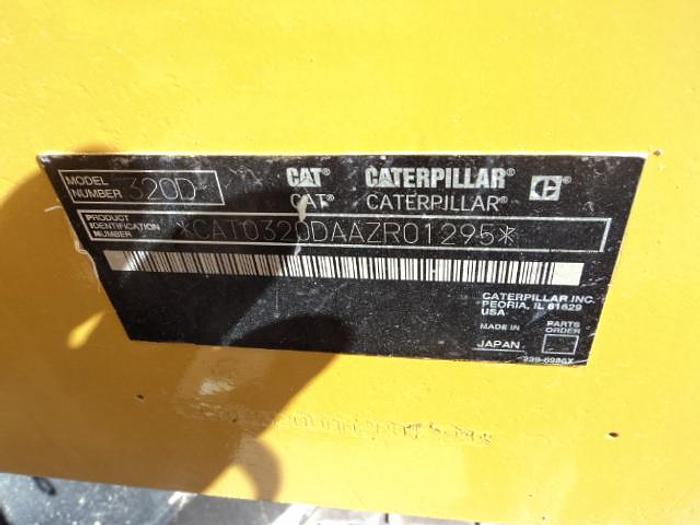 MODEL NUMBER 320D
CAT® CATERPILLAR® C
CAT® CATERPILLAR®
PRODUCT IDENTIFICATION NUMBER *CAT0320DAAZR01295*
CATERPILLAR INC.
PEORIA, IL 61629
USA
MADE IN
JAPAN
PARTS ORDER